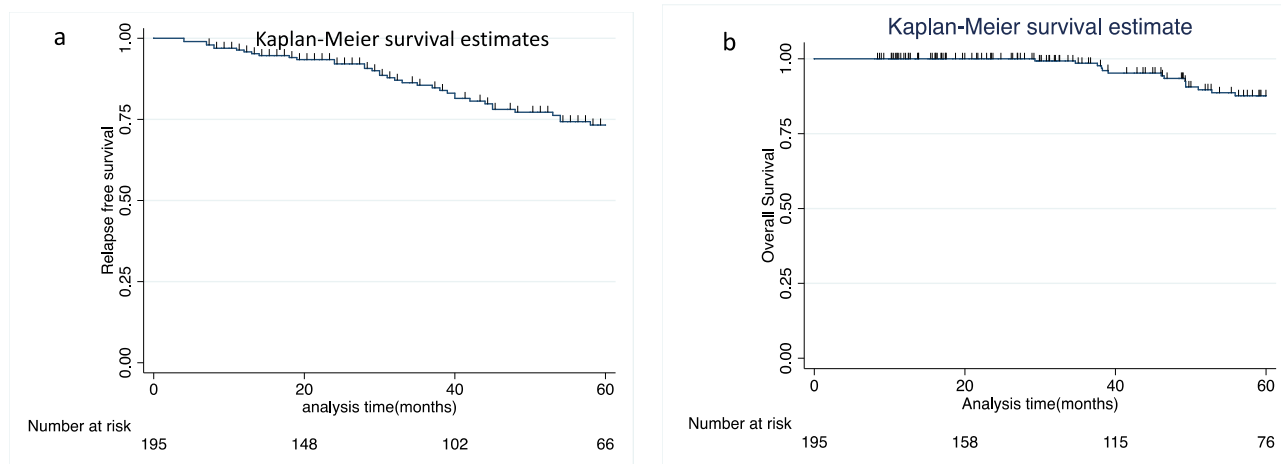 a
Kaplan-Meier survival estimates
1.00
0.75
0.50
0.25
0.00
Relapse free survival
0 20 40 60
analysis time(months)
Number at risk
195 148 102 66
b
Kaplan-Meier survival estimate
1.00
0.75
0.50
0.25
0.00
Overall Survival
0 20 40 60
Analysis time(months)
Number at risk
195 158 115 76